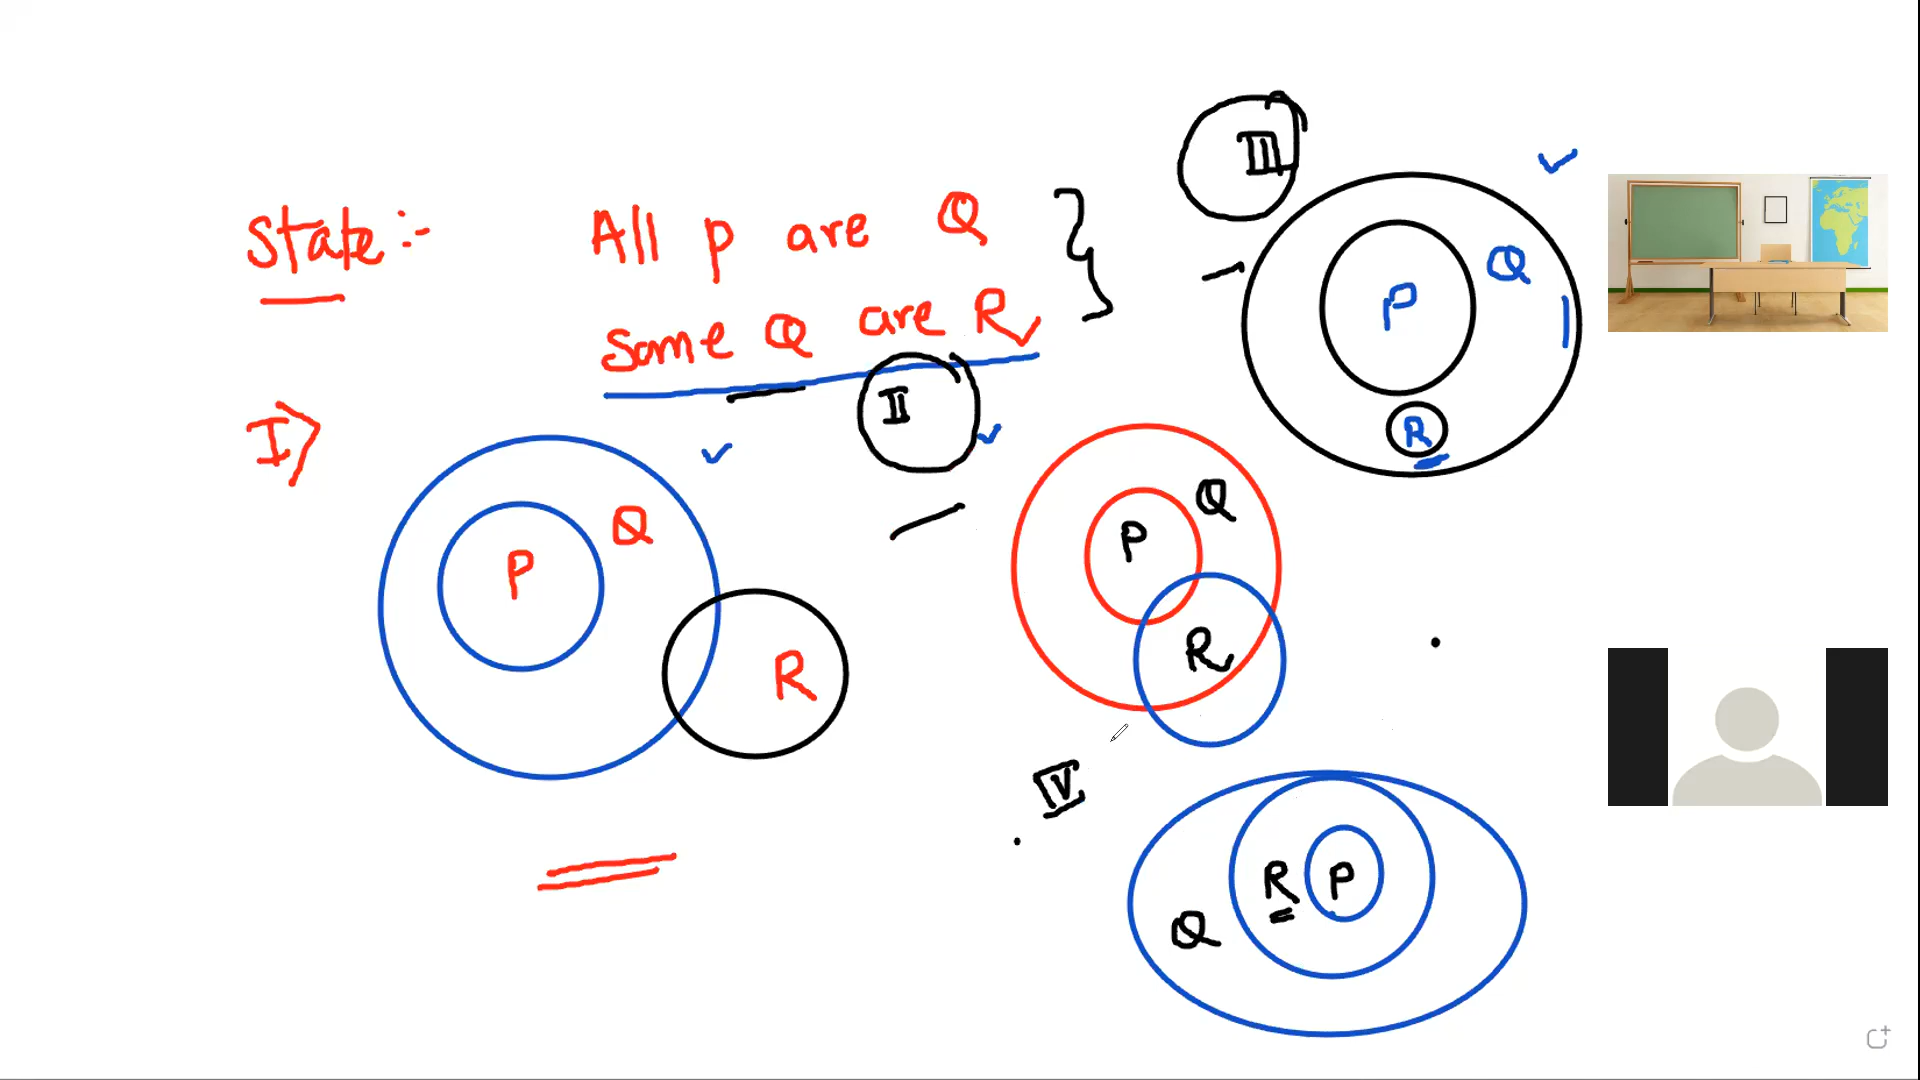 State :- All p are Q
Some Q are R
I>
P Q R
II
P Q R
III
P Q R
IV
Q R P